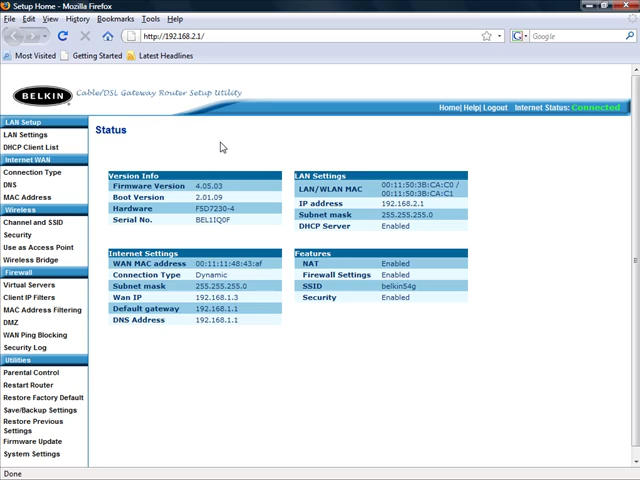 Setup Home - Mozilla Firefox
File Edit View History Bookmarks Tools Help
http://192.168.2.1/
Google
Most Visited Getting Started Latest Headlines
BELKIN Cable/DSL Gateway Router Setup Utility
Home| Help| Logout Internet Status: Connected
LAN Setup
LAN Settings
DHCP Client List
Internet WAN
Connection Type
DNS
MAC Address
Wireless
Channel and SSID
Security
Use as Access Point
Wireless Bridge
Firewall
Virtual Servers
Client IP Filters
MAC Address Filtering
DMZ
WAN Ping Blocking
Security Log
Utilities
Parental Control
Restart Router
Restore Factory Default
Save/Backup Settings
Restore Previous
Settings
Firmware Update
System Settings
Status
Version Info
Firmware Version 4.05.03
Boot Version 2.01.09
Hardware F5D7230-4
Serial No. BEL1IQ0F
LAN Settings
LAN/WLAN MAC 00:11:50:3B:CA:C0 /
00:11:50:3B:CA:C1
IP address 192.168.2.1
Subnet mask 255.255.255.0
DHCP Server Enabled
Internet Settings
WAN MAC address 00:11:11:48:43:af
Connection Type Dynamic
Subnet mask 255.255.255.0
Wan IP 192.168.1.3
Default gateway 192.168.1.1
DNS Address 192.168.1.1
Features
NAT Enabled
Firewall Settings Enabled
SSID belkin54g
Security Enabled
Done